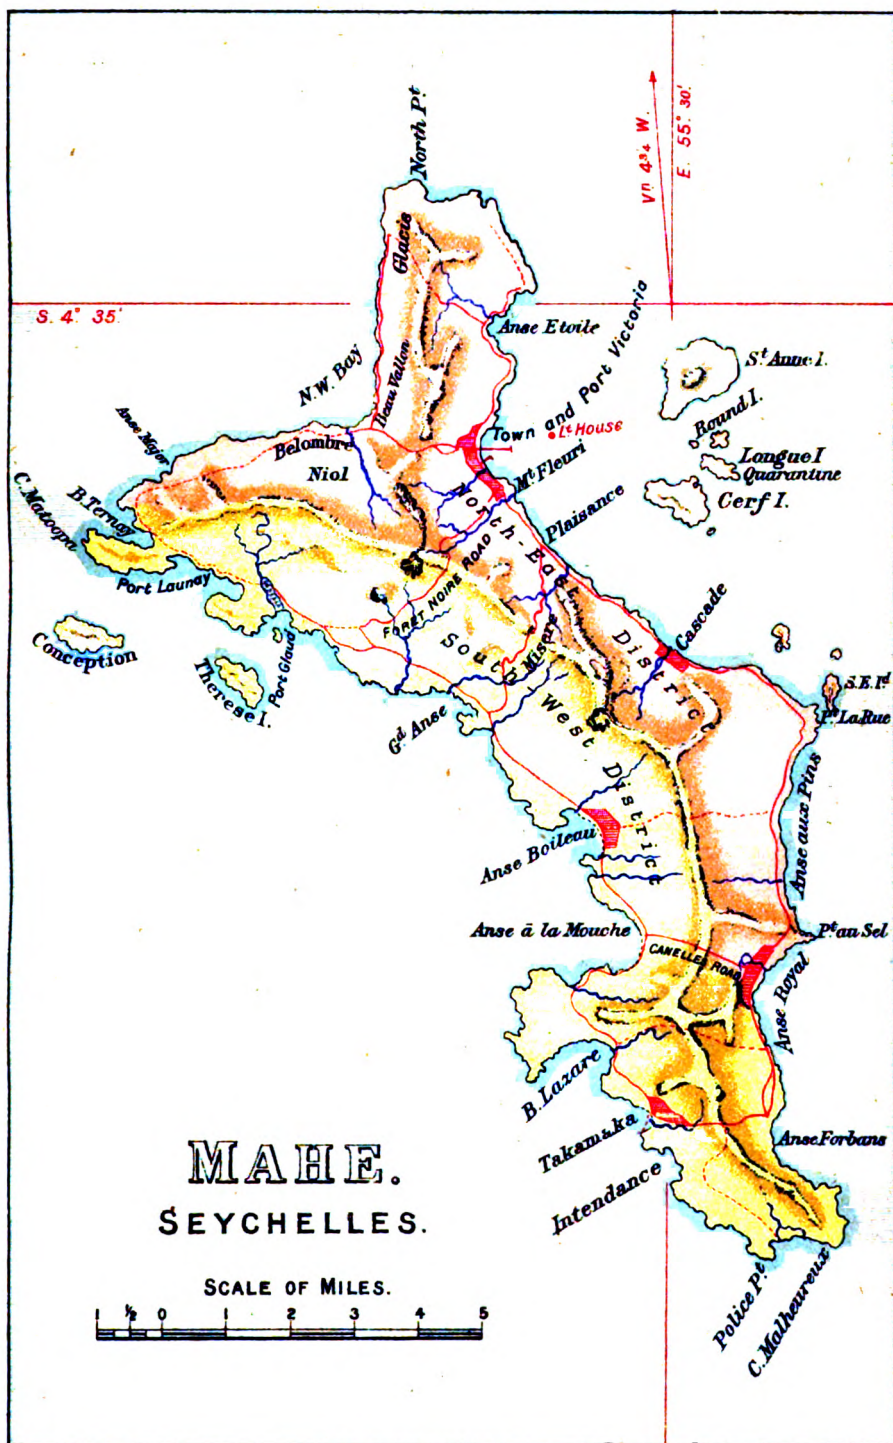 North Pt.
Vn. 4¾ W.
E. 55° 30'.
Glacis
S. 4° 35'.
Anse Etoile
Town and Port Victoria
N.W. Bay
Beau Vallon
St. Anne I.
Round I.
Lt. House
Longue I
Quarantine
Cerf I.
Anse Major
Belombre
Niol
Mt. Fleuri
C. Matoopa
B. Ternay
North-East District
Plaisance
Port Launay
FORET NOIRE ROAD
Cascade
Conception
Therese I.
Port Glaud
South West District
Misere
S.E. Id.
Pt. La Rue
Gd. Anse
Anse aux Pins
Anse Boileau
Anse à la Mouche
Pt. au Sel
CANELLES ROAD
Anse Royal
B. Lazare
Takamaka
Anse Forbans
Intendance
MAHE.
SEYCHELLES.
SCALE OF MILES.
1 ½ 0 1 2 3 4 5
Police Pt.
C. Malheureux